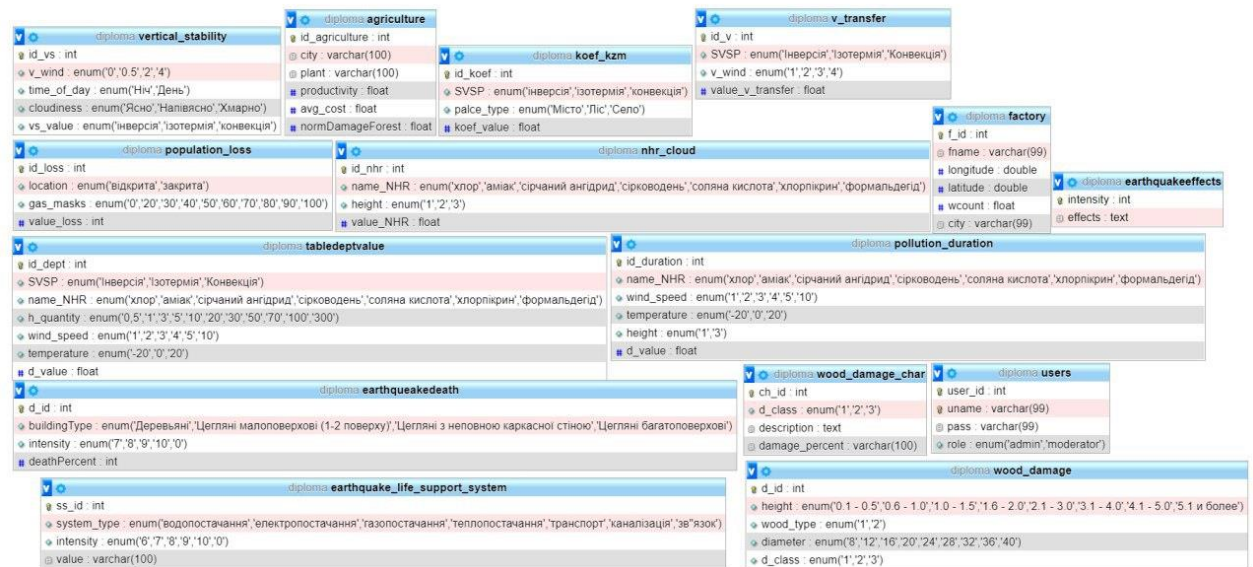 diploma vertical_stability
id_vs : int
v_wind : enum('0','0.5','2','4')
time_of_day : enum('Ніч','День')
cloudiness : enum('Ясно','Напівясно','Хмарно')
vs_value : enum('інверсія','ізотермія','конвекція')
diploma agriculture
id_agriculture : int
city : varchar(100)
plant : varchar(100)
productivity : float
avg_cost : float
normDamageForest : float
diploma koef_kzm
id_koef : int
SVSP : enum('інверсія','ізотермія','конвекція')
palce_type : enum('Місто','Ліс','Село')
koef_value : float
diploma v_transfer
id_v : int
SVSP : enum('Інверсія','Ізотермія','Конвекція')
v_wind : enum('1','2','3','4')
value_v_transfer : float
diploma factory
f_id : int
fname : varchar(99)
longitude : double
latitude : double
wcount : float
city : varchar(99)
diploma earthquakeeffects
intensity : int
effects : text
diploma population_loss
id_loss : int
location : enum('відкрита','закрита')
gas_masks : enum('0','20','30','40','50','60','70','80','90','100')
value_loss : int
diploma nhr_cloud
id_nhr : int
name_NHR : enum('хлор','аміак','сірчаний ангідрид','сірководень','соляна кислота','хлорпікрин','формальдегід')
height : enum('1','2','3')
value_NHR : float
diploma tabledeptvalue
id_dept : int
SVSP : enum('Інверсія','Ізотермія','Конвекція')
name_NHR : enum('хлор','аміак','сірчаний ангідрид','сірководень','соляна кислота','хлорпікрин','формальдегід')
h_quantity : enum('0,5','1','3','5','10','20','30','50','70','100','300')
wind_speed : enum('1','2','3','4','5','10')
temperature : enum('-20','0','20')
d_value : float
diploma pollution_duration
id_duration : int
name_NHR : enum('хлор','аміак','сірчаний ангідрид','сірководень','соляна кислота','хлорпікрин','формальдегід')
wind_speed : enum('1','2','3','4','5','10')
temperature : enum('-20','0','20')
height : enum('1','3')
d_value : float
diploma earthqueakedeath
d_id : int
buildingType : enum('Деревьяні','Цегляні малоповерхові (1-2 поверху)','Цегляні з неповною каркасної стіною','Цегляні багатоповерхові')
intensity : enum('7','8','9','10','0')
deathPercent : int
diploma wood_damage_char
ch_id : int
d_class : enum('1','2','3')
description : text
damage_percent : varchar(100)
diploma users
user_id : int
uname : varchar(99)
pass : varchar(99)
role : enum('admin','moderator')
diploma earthquake_life_support_system
ss_id : int
system_type : enum('водопостачання','електропостачання','газопостачання','теплопостачання','транспорт','каналізація','зв"язок')
intensity : enum('6','7','8','9','10','0')
value : varchar(100)
diploma wood_damage
d_id : int
height : enum('0.1 - 0.5','0.6 - 1.0','1.0 - 1.5','1.6 - 2.0','2.1 - 3.0','3.1 - 4.0','4.1 - 5.0','5.1 и более')
wood_type : enum('1','2')
diameter : enum('8','12','16','20','24','28','32','36','40')
d_class : enum('1','2','3')